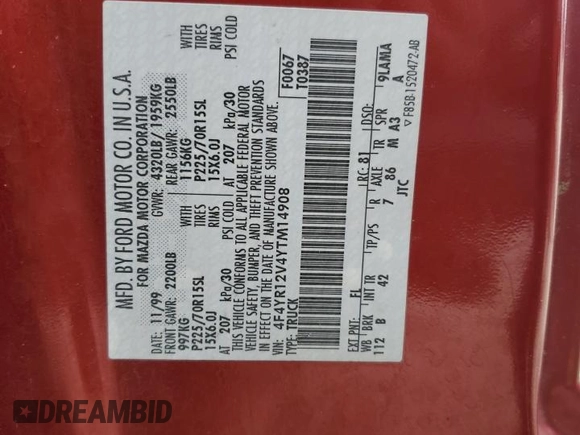 MFD. BY FORD MOTOR CO. IN U.S.A.
FOR MAZDA MOTOR CORPORATION
DATE: 11/99 GVWR: 4320LB/1959KG
FRONT GAWR: 2200LB REAR GAWR: 2550LB
997KG WITH 1156KG WITH
P225/70R15SL TIRES P225/70R15SL TIRES
15X6.0J RIMS 15X6.0J RIMS
AT 207 kPa/30 PSI COLD AT 207 kPa/30 PSI COLD
THIS VEHICLE CONFORMS TO ALL APPLICABLE FEDERAL MOTOR
VEHICLE SAFETY, BUMPER, AND THEFT PREVENTION STANDARDS
IN EFFECT ON THE DATE OF MANUFACTURE SHOWN ABOVE.
VIN: 4F4YR12V4YTM14908 F0067
TYPE: TRUCK T0387
EXT PNT: FL RC: 81 DSO:
WB BRK INT TR TP/PS R AXLE TR SPR
112 B 42 7 86 M A3 9LAMA
JTC A
▽ F85B-1520472-AB
DREAMBID